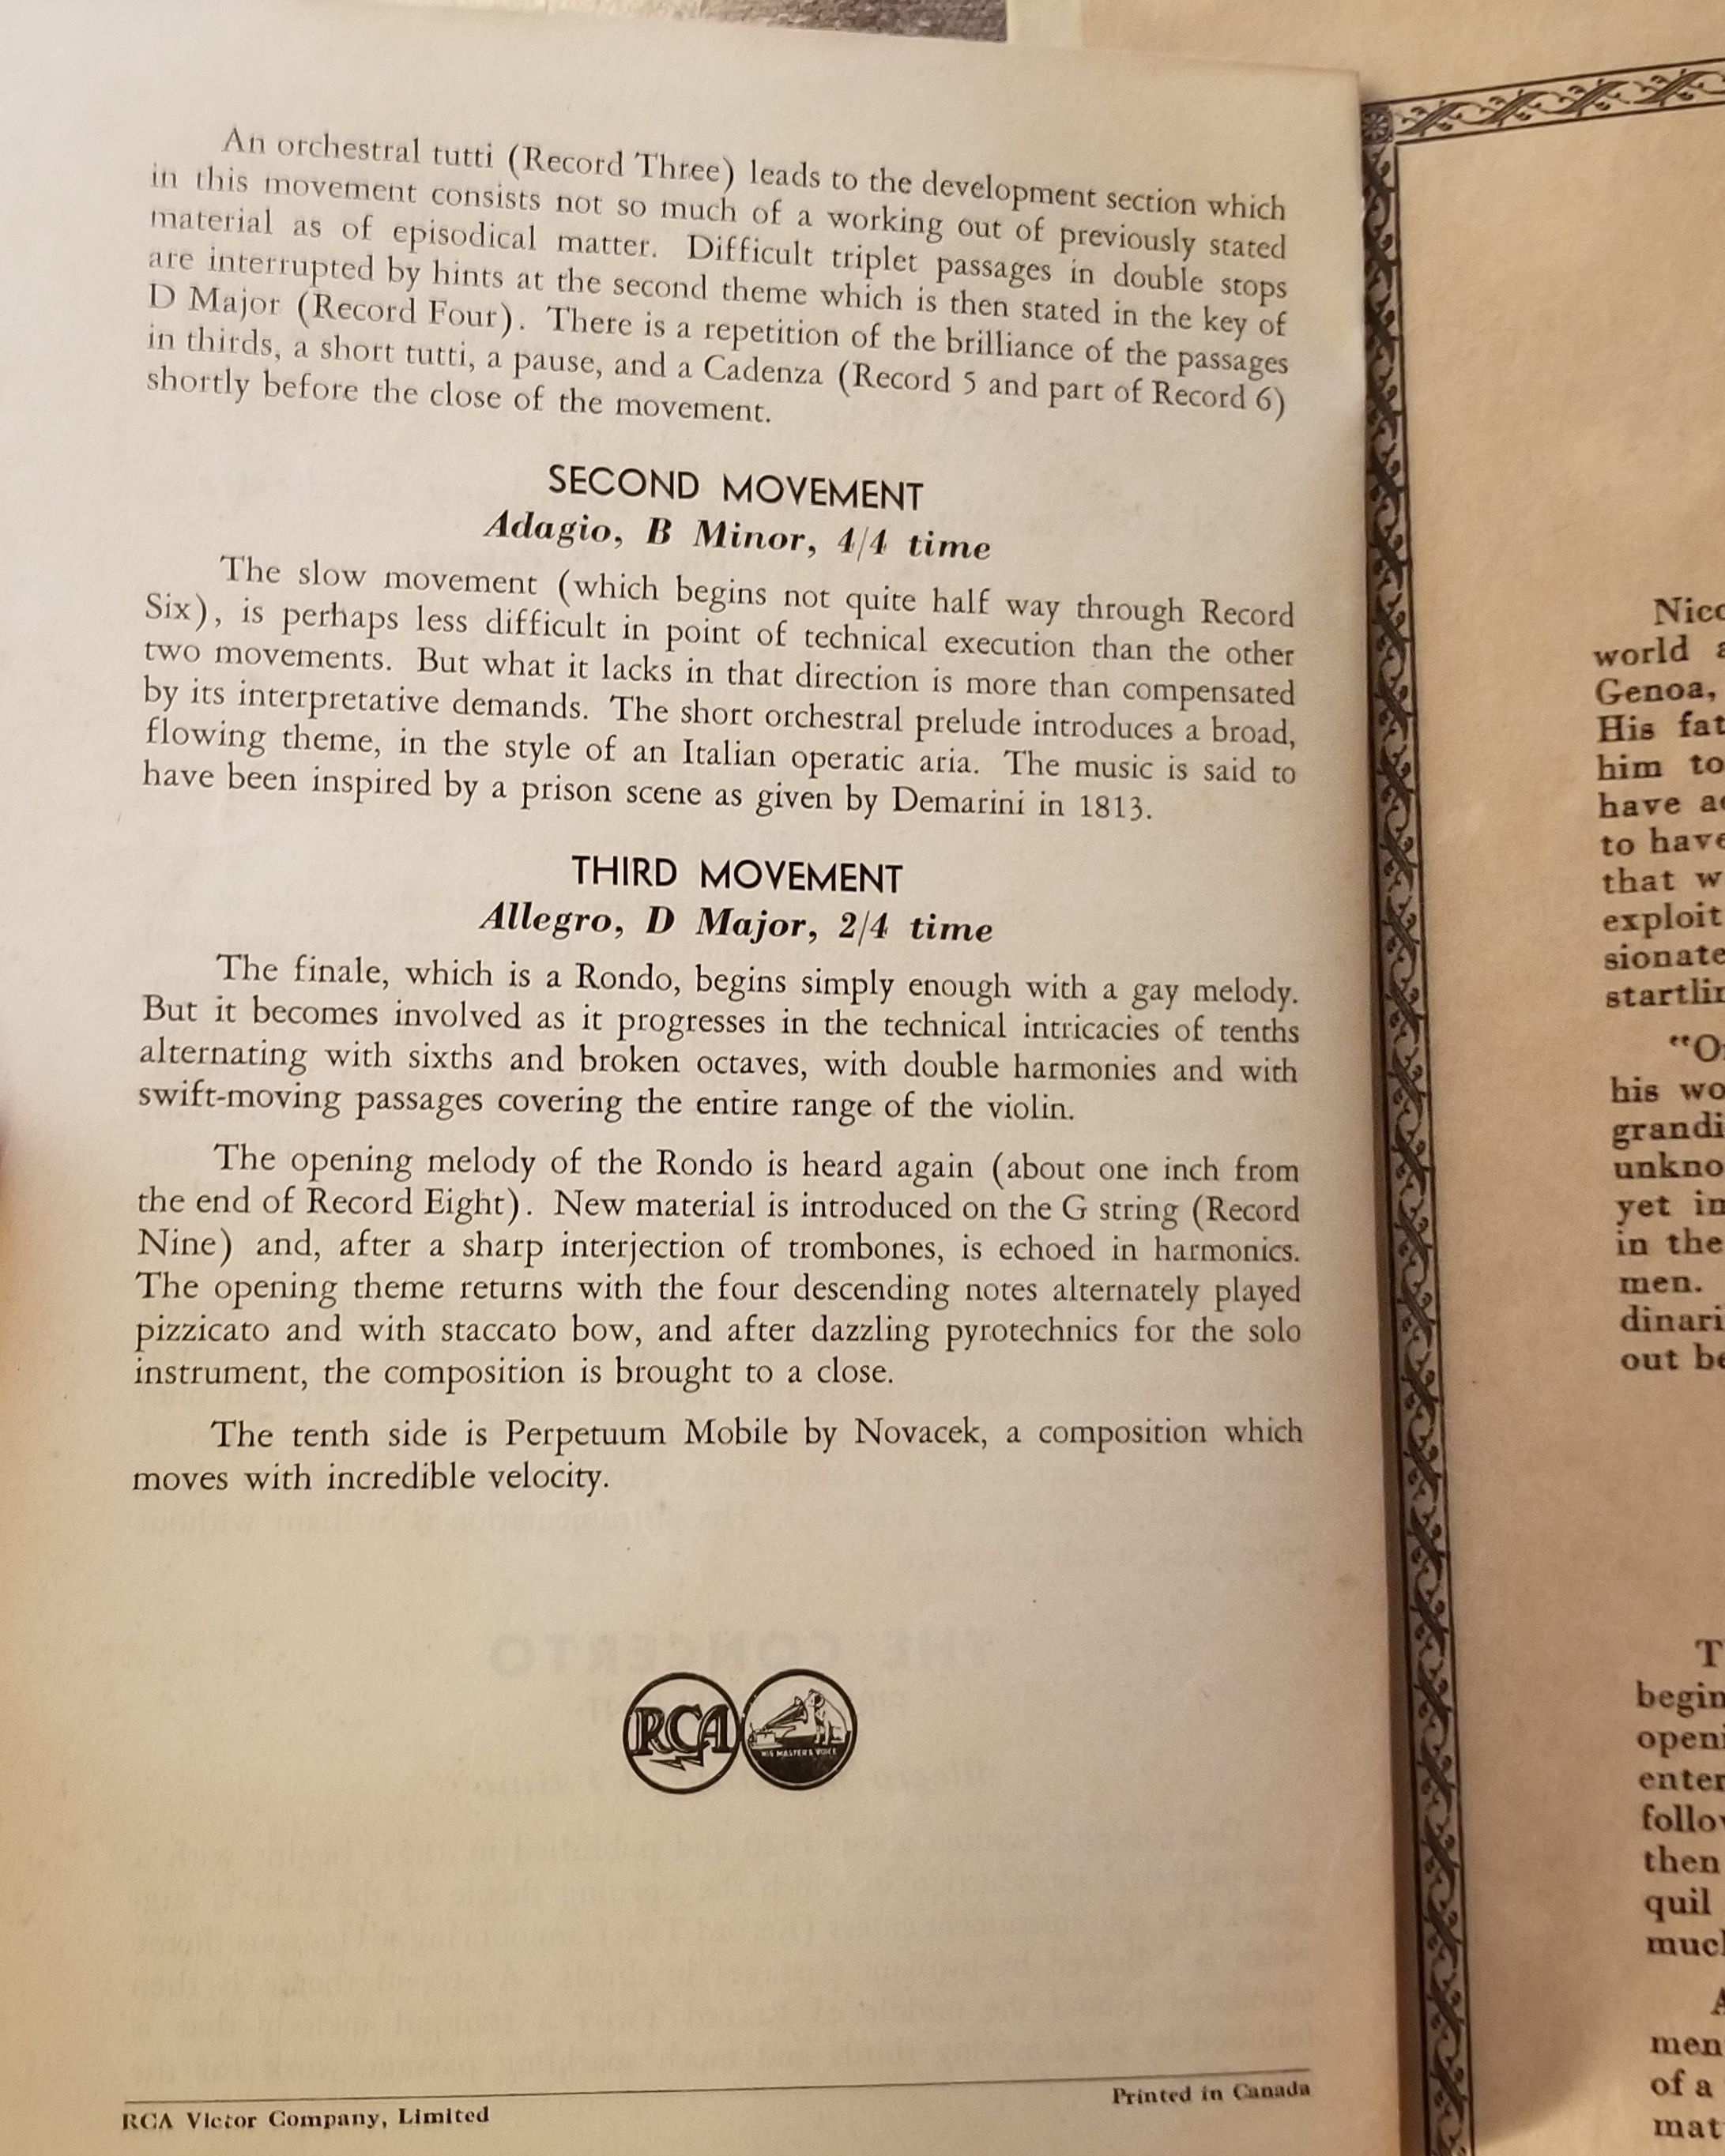 An orchestral tutti (Record Three) leads to the development section which
in this movement consists not so much of a working out of previously stated
material as of episodical matter. Difficult triplet passages in double stops
are interrupted by hints at the second theme which is then stated in the key of
D Major (Record Four). There is a repetition of the brilliance of the passages
in thirds, a short tutti, a pause, and a Cadenza (Record 5 and part of Record 6)
shortly before the close of the movement.
SECOND MOVEMENT
Adagio, B Minor, 4/4 time
The slow movement (which begins not quite half way through Record
Six), is perhaps less difficult in point of technical execution than the other
two movements. But what it lacks in that direction is more than compensated
by its interpretative demands. The short orchestral prelude introduces a broad,
flowing theme, in the style of an Italian operatic aria. The music is said to
have been inspired by a prison scene as given by Demarini in 1813.
THIRD MOVEMENT
Allegro, D Major, 2/4 time
The finale, which is a Rondo, begins simply enough with a gay melody.
But it becomes involved as it progresses in the technical intricacies of tenths
alternating with sixths and broken octaves, with double harmonies and with
swift-moving passages covering the entire range of the violin.
The opening melody of the Rondo is heard again (about one inch from
the end of Record Eight). New material is introduced on the G string (Record
Nine) and, after a sharp interjection of trombones, is echoed in harmonics.
The opening theme returns with the four descending notes alternately played
pizzicato and with staccato bow, and after dazzling pyrotechnics for the solo
instrument, the composition is brought to a close.
The tenth side is Perpetuum Mobile by Novacek, a composition which
moves with incredible velocity.
RCA
HIS MASTER'S VOICE
RCA Victor Company, Limited
Printed in Canada
Nico
world
Genoa,
His fat
him to
have
to have
that w
exploit
sionate
startlin
"O
his wo
grandi
unkno
yet in
in the
men.
dinari
out be
T
begin
openi
enter
follow
then
quil
much
A
men
of a
mat